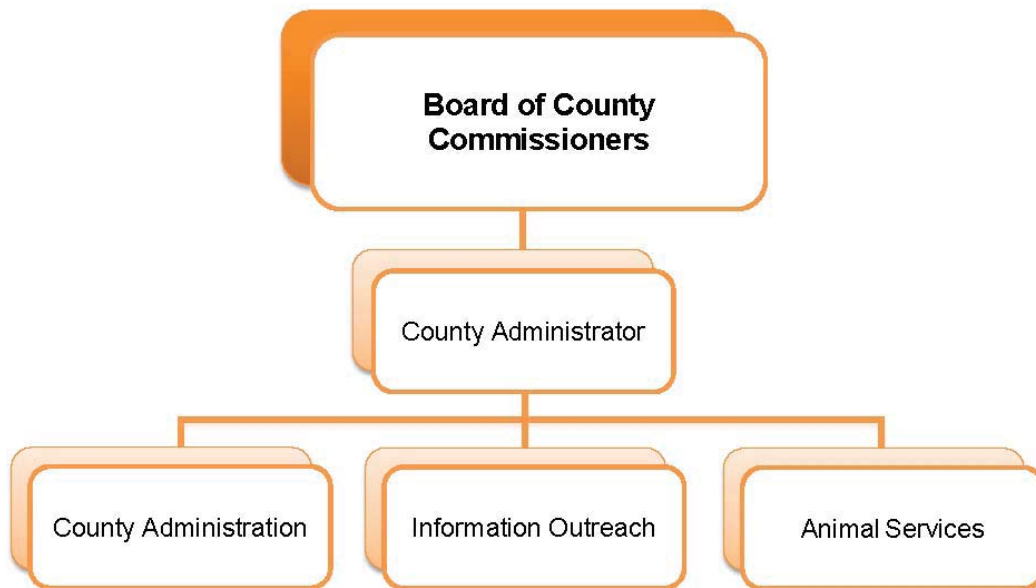 Board of County
Commissioners
County Administrator
County Administration
Information Outreach
Animal Services